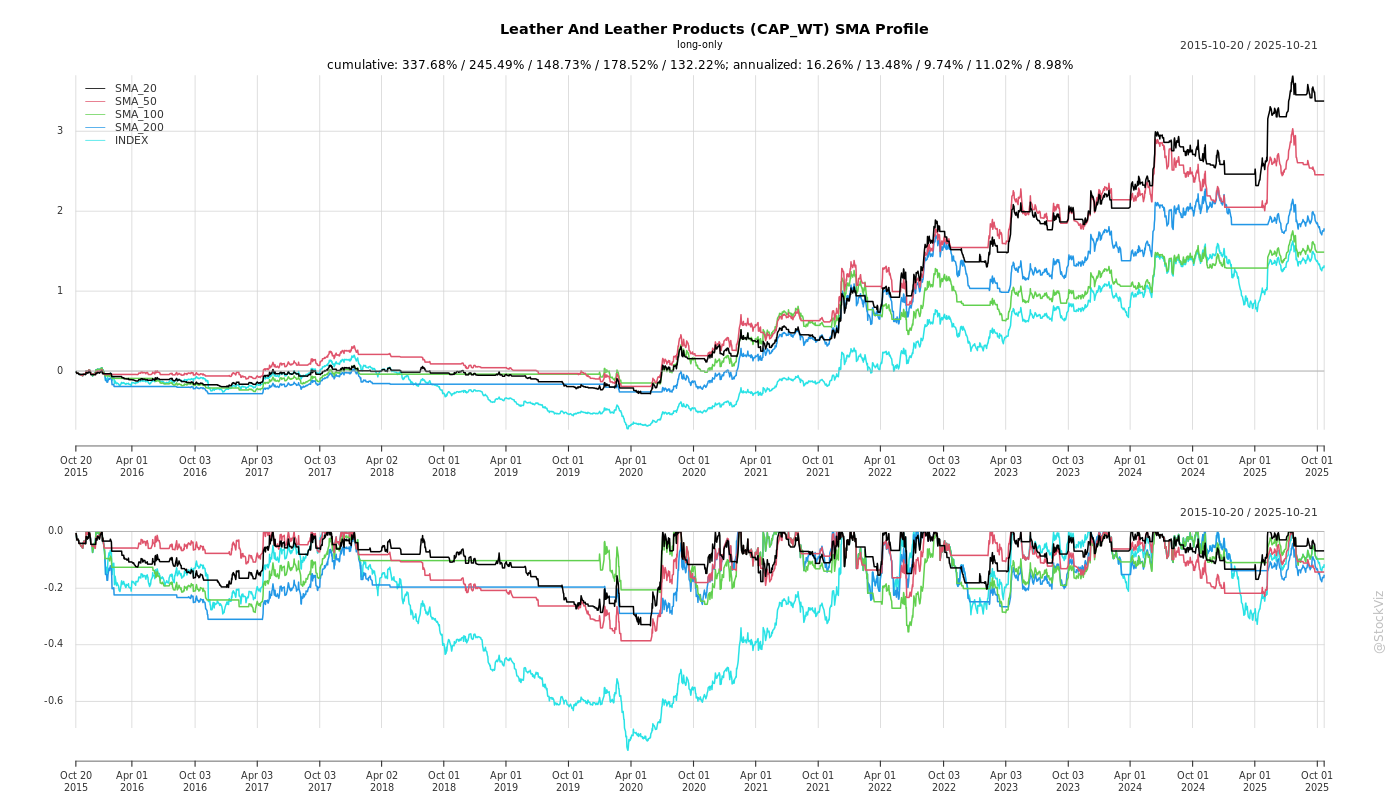 Leather And Leather Products (CAP_WT) SMA Profile
long-only
2015-10-20 / 2025-10-21
cumulative: 337.68% / 245.49% / 148.73% / 178.52% / 132.22%; annualized: 16.26% / 13.48% / 9.74% / 11.02% / 8.98%
SMA_20
SMA_50
SMA_100
SMA_200
INDEX
3
2
1
0
Oct 20 Apr 01 Oct 03 Apr 03 Oct 03 Apr 02 Oct 01 Apr 01 Oct 01 Apr 01 Oct 01 Apr 01 Oct 01 Apr 01 Oct 03 Apr 03 Oct 03 Apr 01 Oct 01 Apr 01 Oct 01
2015 2016 2016 2017 2017 2018 2018 2019 2019 2020 2020 2021 2021 2022 2022 2023 2023 2024 2024 2025 2025
2015-10-20 / 2025-10-21
0.0
-0.2
-0.4
-0.6
Oct 20 Apr 01 Oct 03 Apr 03 Oct 03 Apr 02 Oct 01 Apr 01 Oct 01 Apr 01 Oct 01 Apr 01 Oct 01 Apr 01 Oct 03 Apr 03 Oct 03 Apr 01 Oct 01 Apr 01 Oct 01
2015 2016 2016 2017 2017 2018 2018 2019 2019 2020 2020 2021 2021 2022 2022 2023 2023 2024 2024 2025 2025
@StockViz